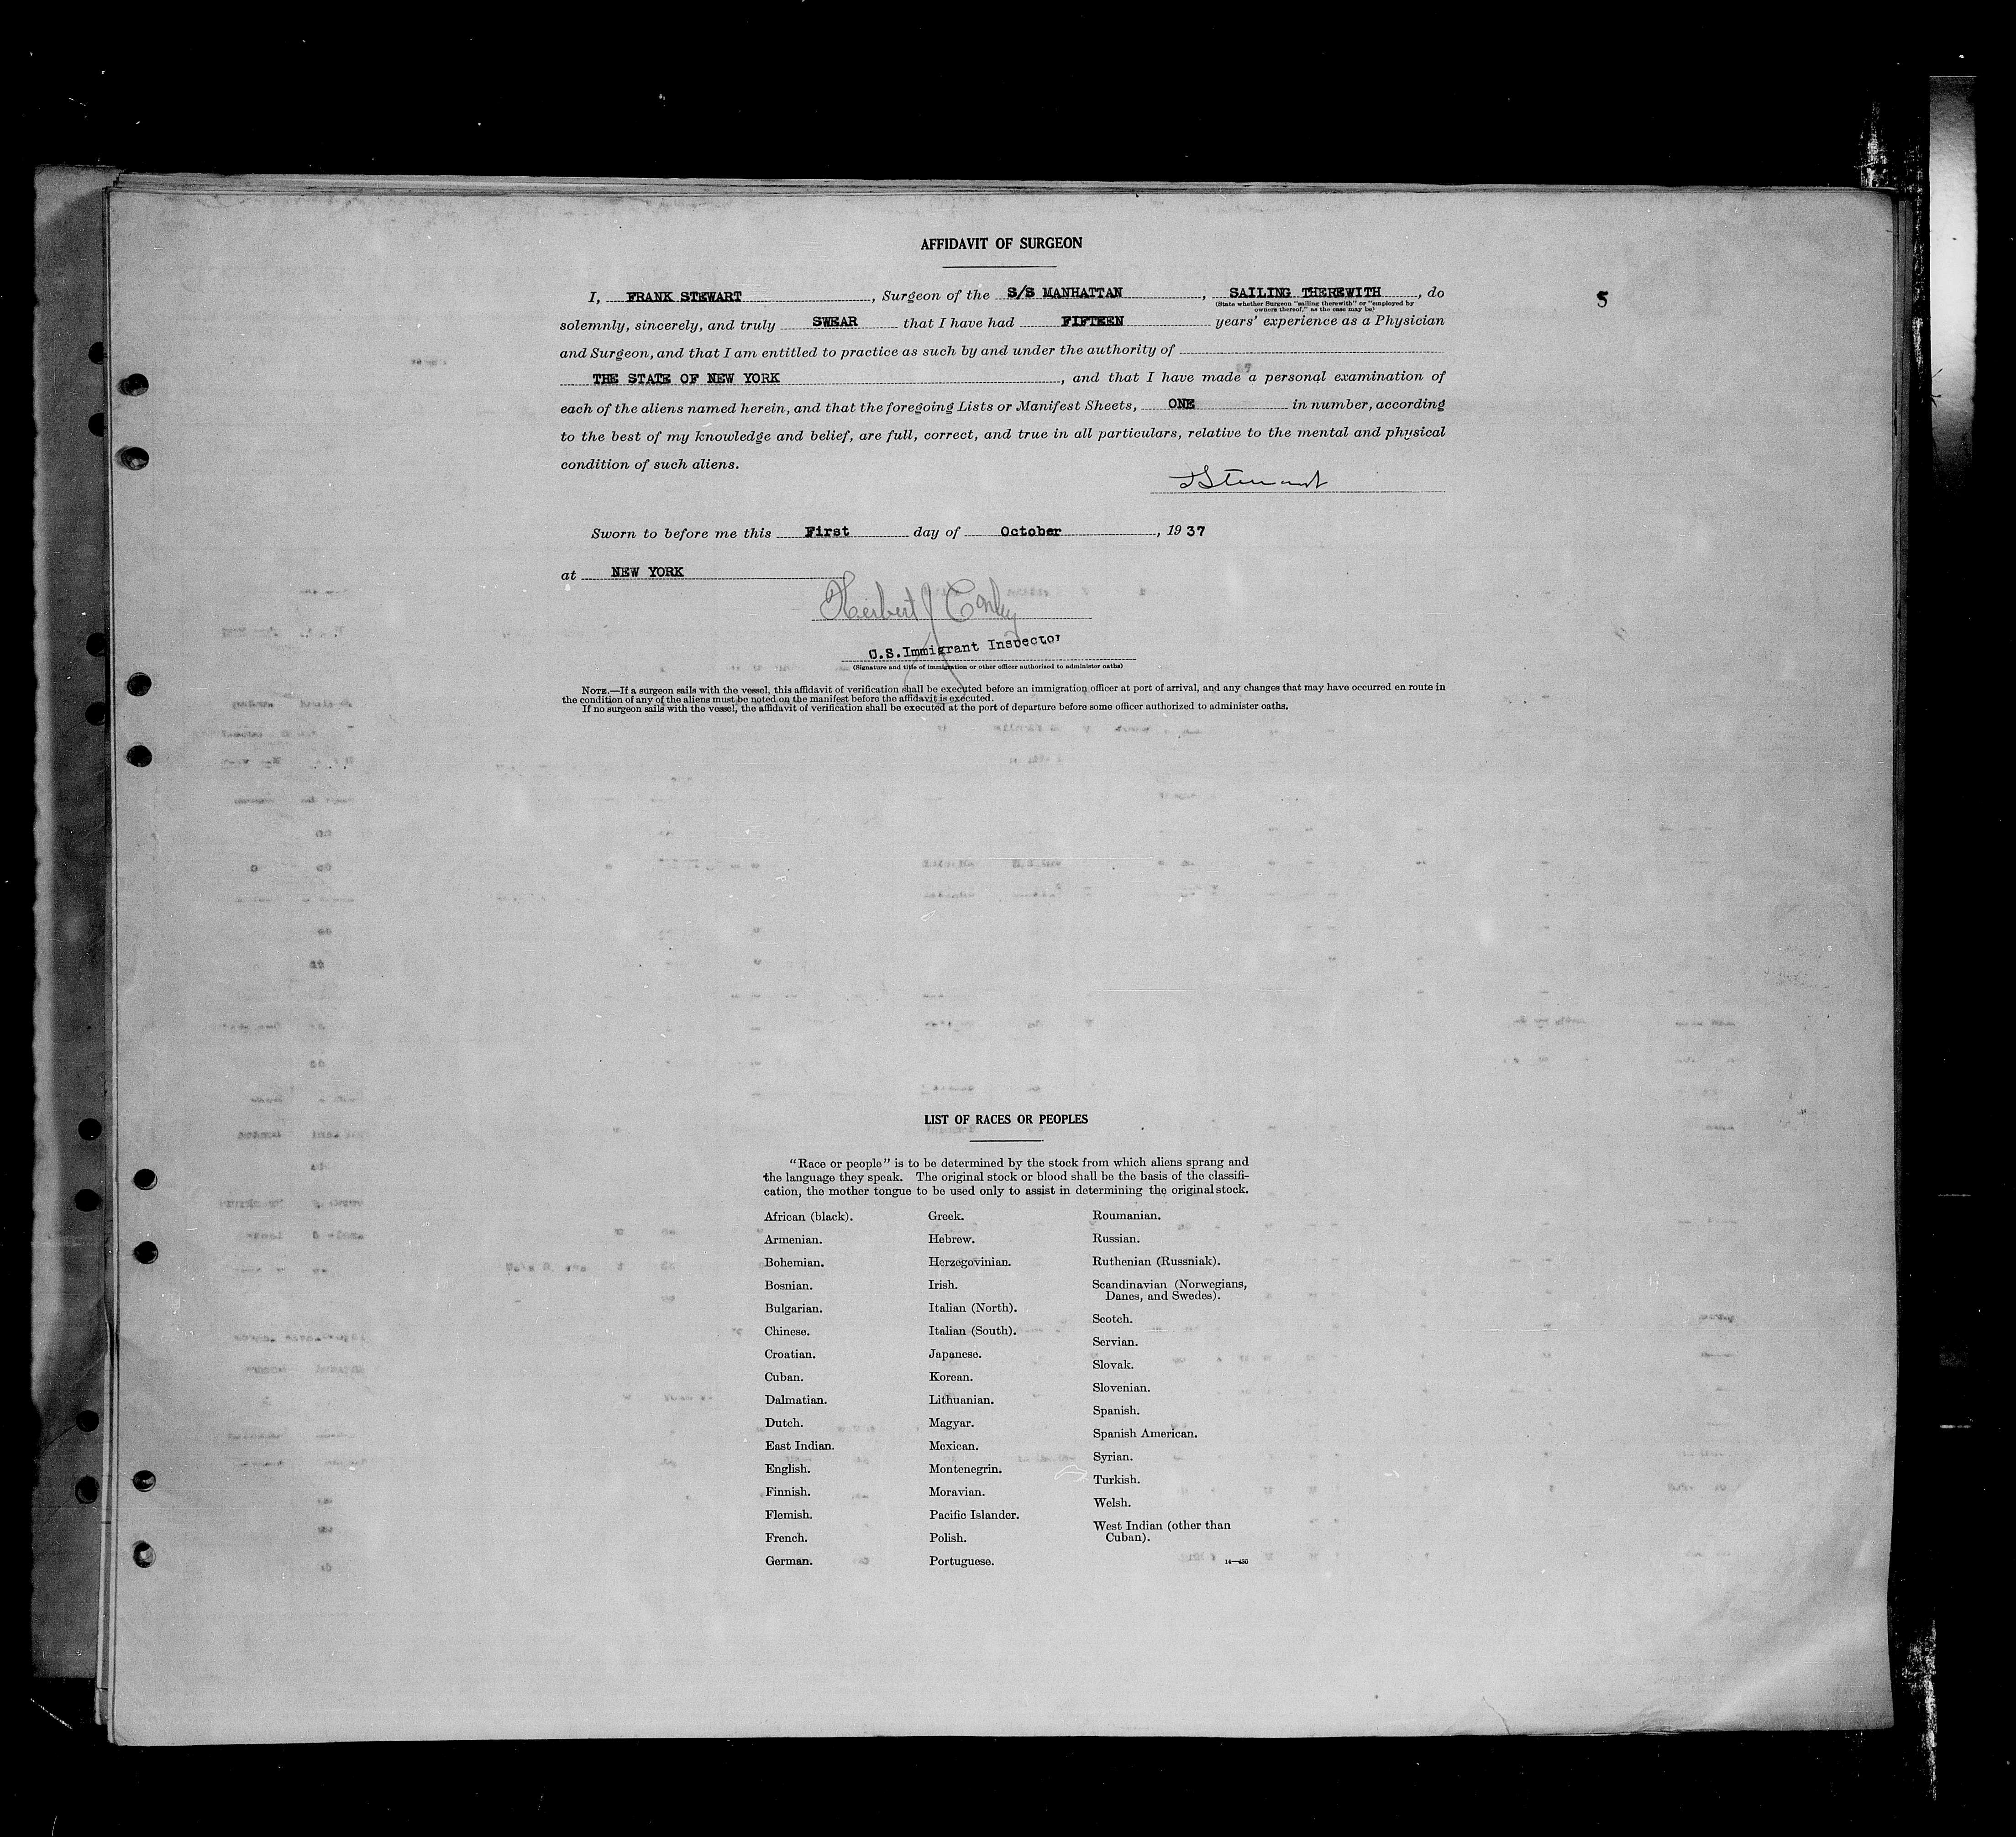 AFFIDAVIT OF SURGEON
5
I, FRANK STEWART, Surgeon of the S/S MANHATTAN, SAILING THEREWITH, do
(State whether Surgeon "sailing therewith" or "employed by
owners thereof," as the case may be)
solemnly, sincerely, and truly SWEAR that I have had FIFTEEN years' experience as a Physician
and Surgeon, and that I am entitled to practice as such by and under the authority of
THE STATE OF NEW YORK, and that I have made a personal examination of
each of the aliens named herein, and that the foregoing Lists or Manifest Sheets, ONE in number, according
to the best of my knowledge and belief, are full, correct, and true in all particulars, relative to the mental and physical
condition of such aliens.
FStewart
Sworn to before me this First day of October, 1937
at NEW YORK
Herbert J Conley
U.S. Immigrant Inspector
(Signature and title of immigration or other officer authorized to administer oaths)
NOTE.—If a surgeon sails with the vessel, this affidavit of verification shall be executed before an immigration officer at port of arrival, and any changes that may have occurred en route in
the condition of any of the aliens must be noted on the manifest before the affidavit is executed.
If no surgeon sails with the vessel, the affidavit of verification shall be executed at the port of departure before some officer authorized to administer oaths.
LIST OF RACES OR PEOPLES
"Race or people" is to be determined by the stock from which aliens sprang and
the language they speak. The original stock or blood shall be the basis of the classifi-
cation, the mother tongue to be used only to assist in determining the original stock.
African (black).
Armenian.
Bohemian.
Bosnian.
Bulgarian.
Chinese.
Croatian.
Cuban.
Dalmatian.
Dutch.
East Indian.
English.
Finnish.
Flemish.
French.
German.
Greek.
Hebrew.
Herzegovinian.
Irish.
Italian (North).
Italian (South).
Japanese.
Korean.
Lithuanian.
Magyar.
Mexican.
Montenegrin.
Moravian.
Pacific Islander.
Polish.
Portuguese.
Roumanian.
Russian.
Ruthenian (Russniak).
Scandinavian (Norwegians,
Danes, and Swedes).
Scotch.
Servian.
Slovak.
Slovenian.
Spanish.
Spanish American.
Syrian.
Turkish.
Welsh.
West Indian (other than
Cuban).
14—430